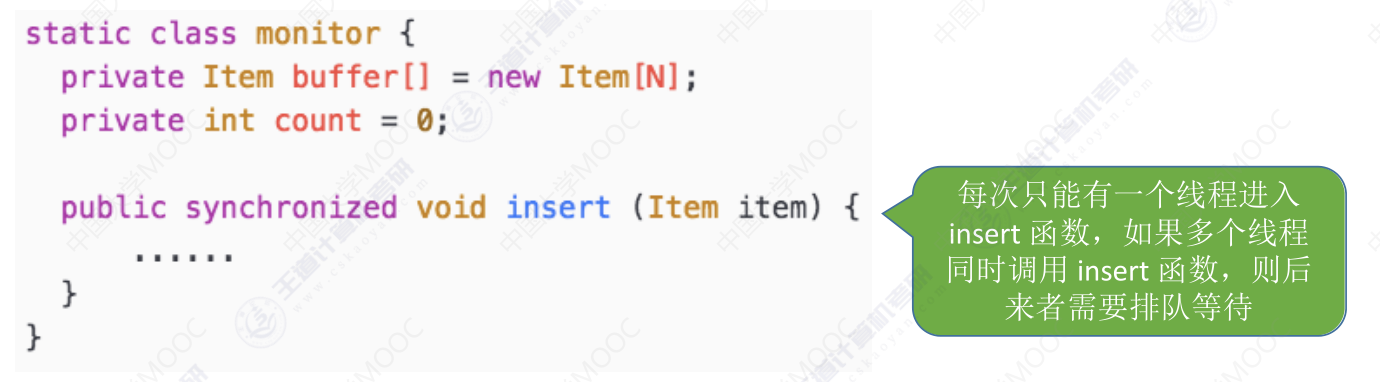 static class monitor {
private Item buffer[] = new Item[N];
private int count = 0;
public synchronized void insert (Item item) {
......
}
}
每次只能有一个线程进入
insert 函数，如果多个线程
同时调用 insert 函数，则后
来者需要排队等待